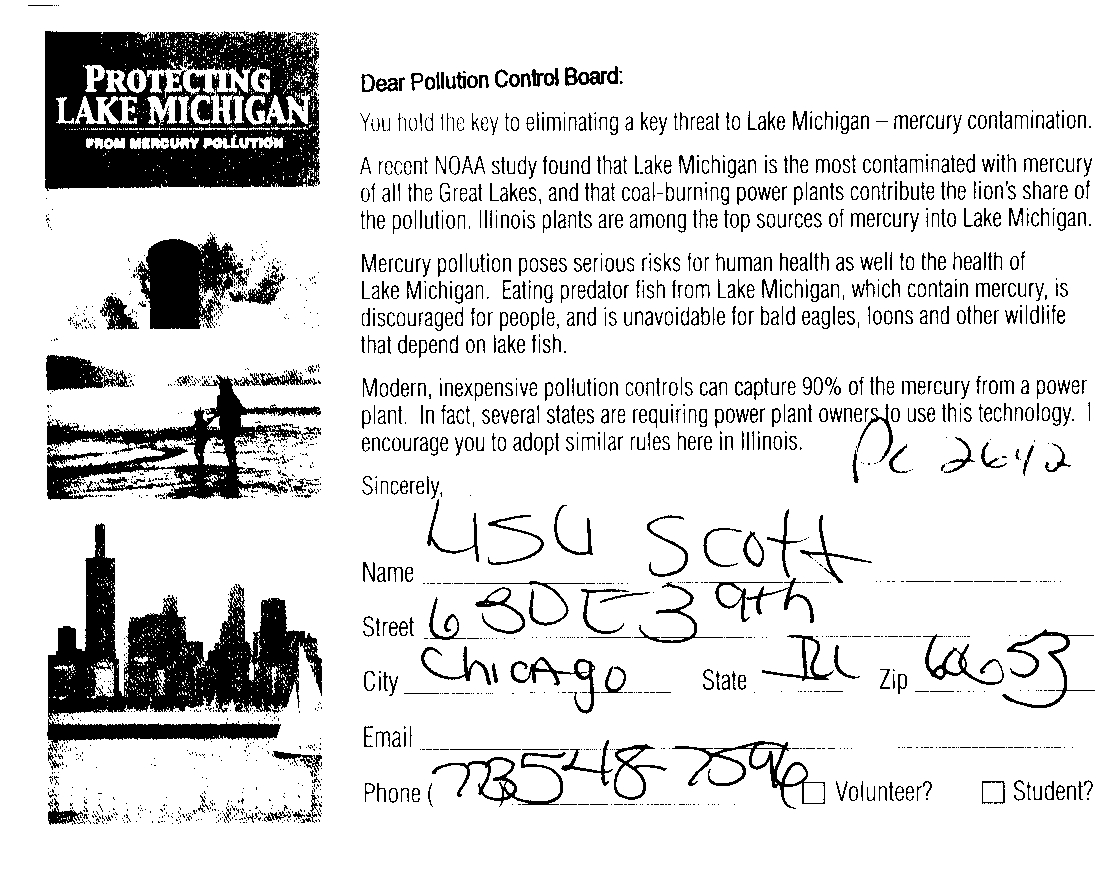 PROTECTING
LAKE MICHIGAN
FROM MERCURY POLLUTION
Dear Pollution Control Board:
You hold the key to eliminating a key threat to Lake Michigan – mercury contamination.
A recent NOAA study found that Lake Michigan is the most contaminated with mercury
of all the Great Lakes, and that coal-burning power plants contribute the lion's share of
the pollution. Illinois plants are among the top sources of mercury into Lake Michigan.
Mercury pollution poses serious risks for human health as well to the health of
Lake Michigan. Eating predator fish from Lake Michigan, which contain mercury, is
discouraged for people, and is unavoidable for bald eagles, loons and other wildlife
that depend on lake fish.
Modern, inexpensive pollution controls can capture 90% of the mercury from a power
plant. In fact, several states are requiring power plant owners to use this technology. I
encourage you to adopt similar rules here in Illinois.
PC 2642
Sincerely,
Name Lisa Scott
Street 630 E 39th
City Chicago State ILL Zip 60653
Email
Phone ( 773 548-7596 Volunteer? Student?